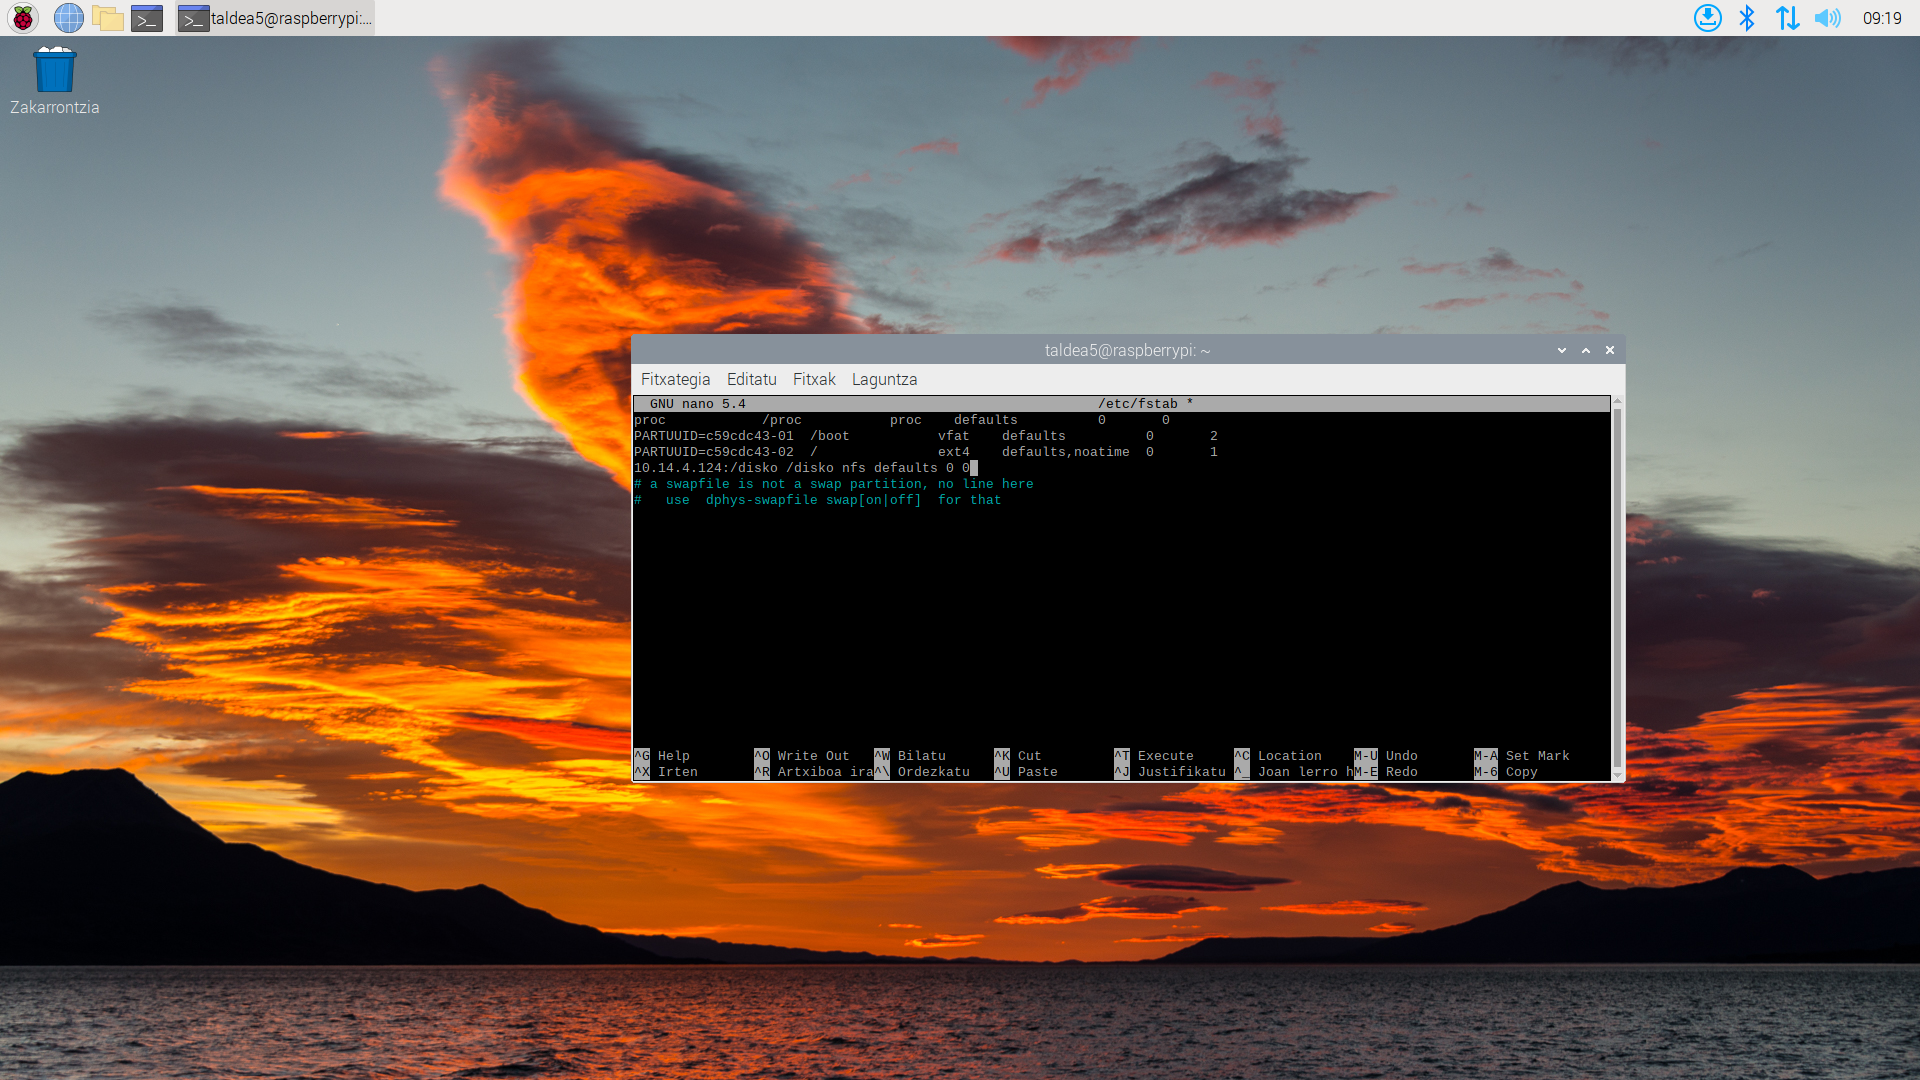 taldea5@raspberrypi:...
09:19
Zakarrontzia
taldea5@raspberrypi: ~
Fitxategia Editatu Fitxak Laguntza
GNU nano 5.4 /etc/fstab *
proc /proc proc defaults 0 0
PARTUUID=c59cdc43-01 /boot vfat defaults 0 2
PARTUUID=c59cdc43-02 / ext4 defaults,noatime 0 1
10.14.4.124:/disko /disko nfs defaults 0 0
# a swapfile is not a swap partition, no line here
# use dphys-swapfile swap[on|off] for that
^G Help ^O Write Out ^W Bilatu ^K Cut ^T Execute ^C Location M-U Undo M-A Set Mark
^X Irten ^R Artxiboa ira^\ Ordezkatu ^U Paste ^J Justifikatu ^_ Joan lerro hM-E Redo M-6 Copy